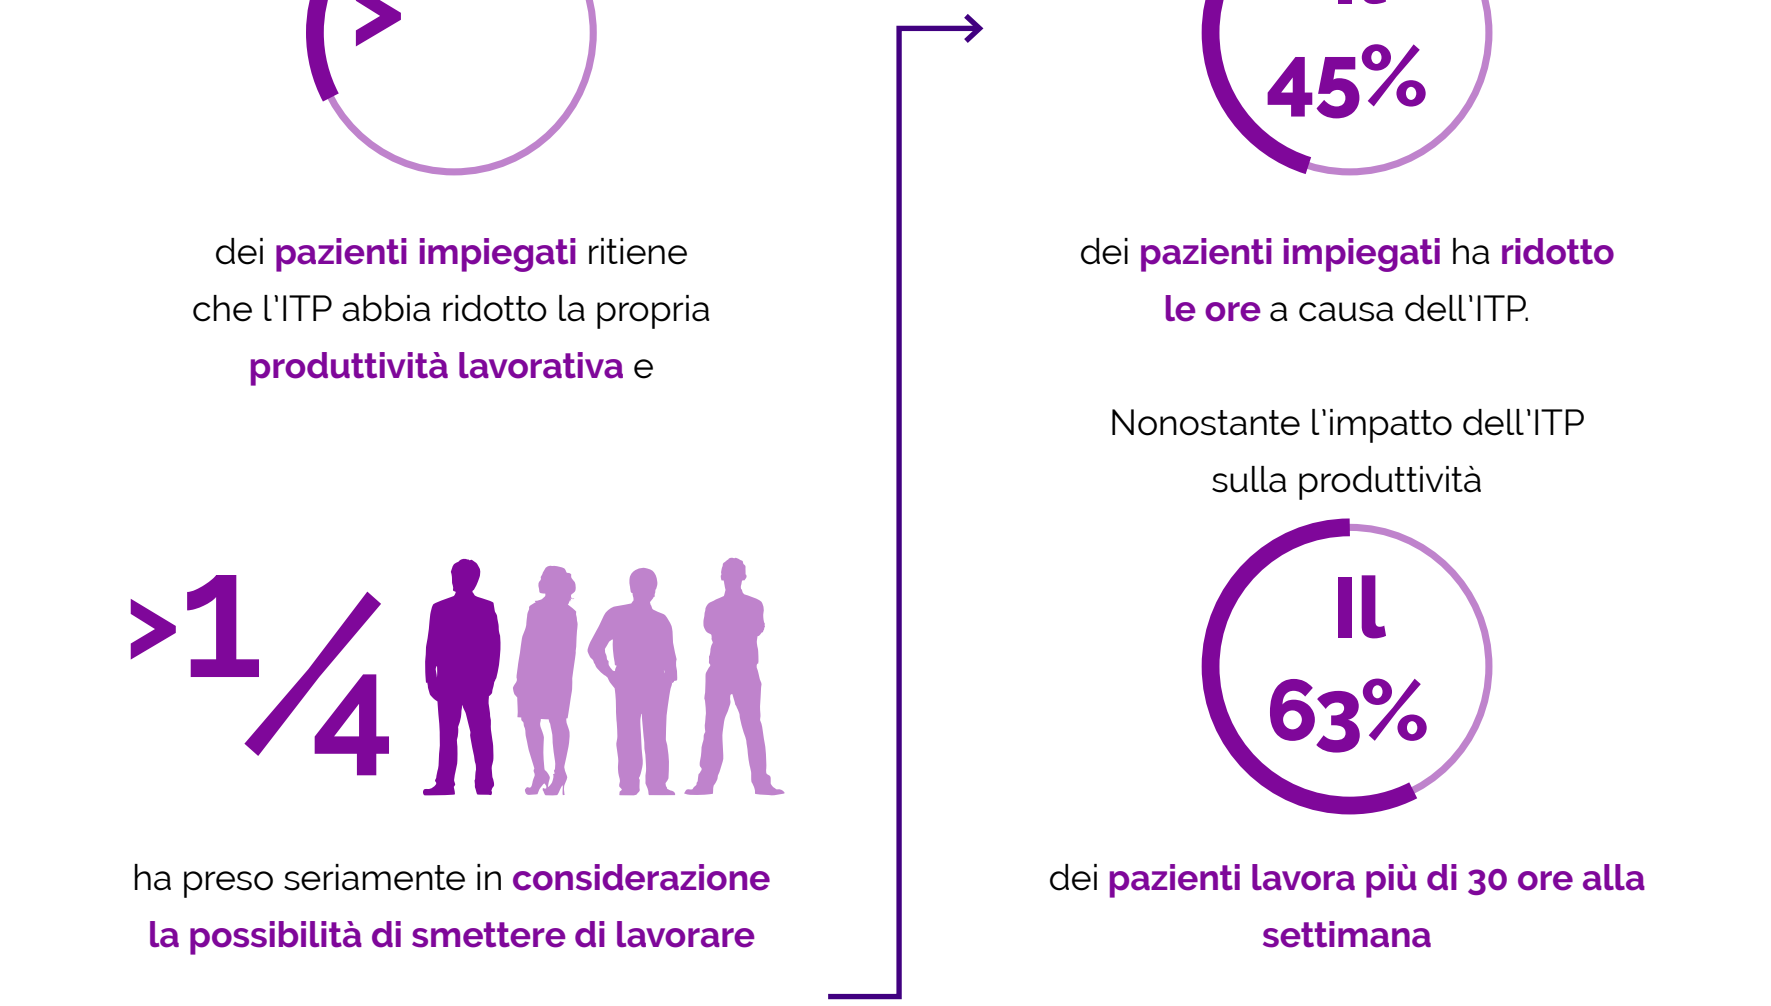 >
dei pazienti impiegati ritiene
che l'ITP abbia ridotto la propria
produttività lavorativa e
>1/4
ha preso seriamente in considerazione
la possibilità di smettere di lavorare
45%
dei pazienti impiegati ha ridotto
le ore a causa dell'ITP.
Nonostante l'impatto dell'ITP
sulla produttività
Il
63%
dei pazienti lavora più di 30 ore alla
settimana